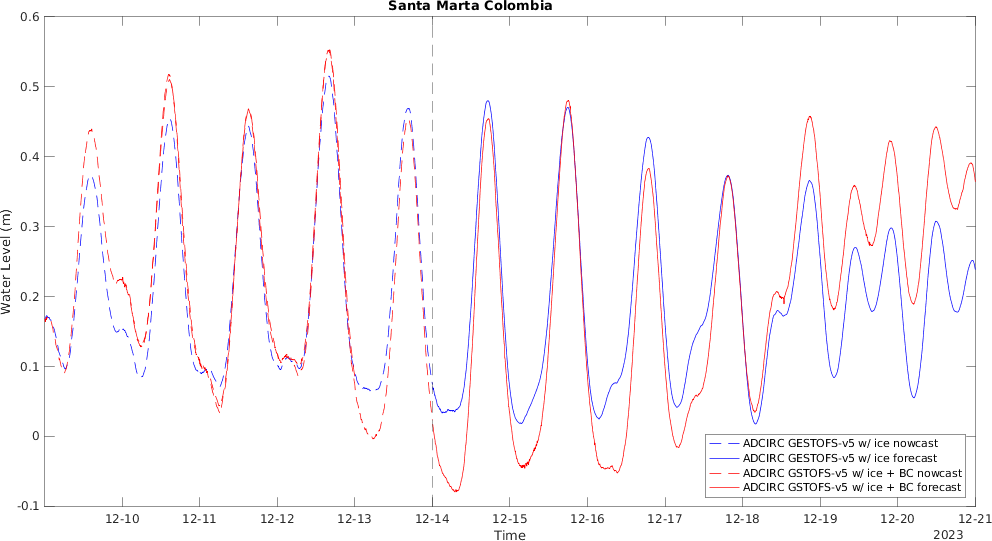 Santa Marta Colombia
0.6
0.5
0.4
0.3
0.2
0.1
0
-0.1
Water Level (m)
12-10 12-11 12-12 12-13 12-14 12-15 12-16 12-17 12-18 12-19 12-20 12-21
Time
2023
ADCIRC GESTOFS-v5 w/ ice nowcast
ADCIRC GESTOFS-v5 w/ ice forecast
ADCIRC GSTOFS-v5 w/ ice + BC nowcast
ADCIRC GSTOFS-v5 w/ ice + BC forecast